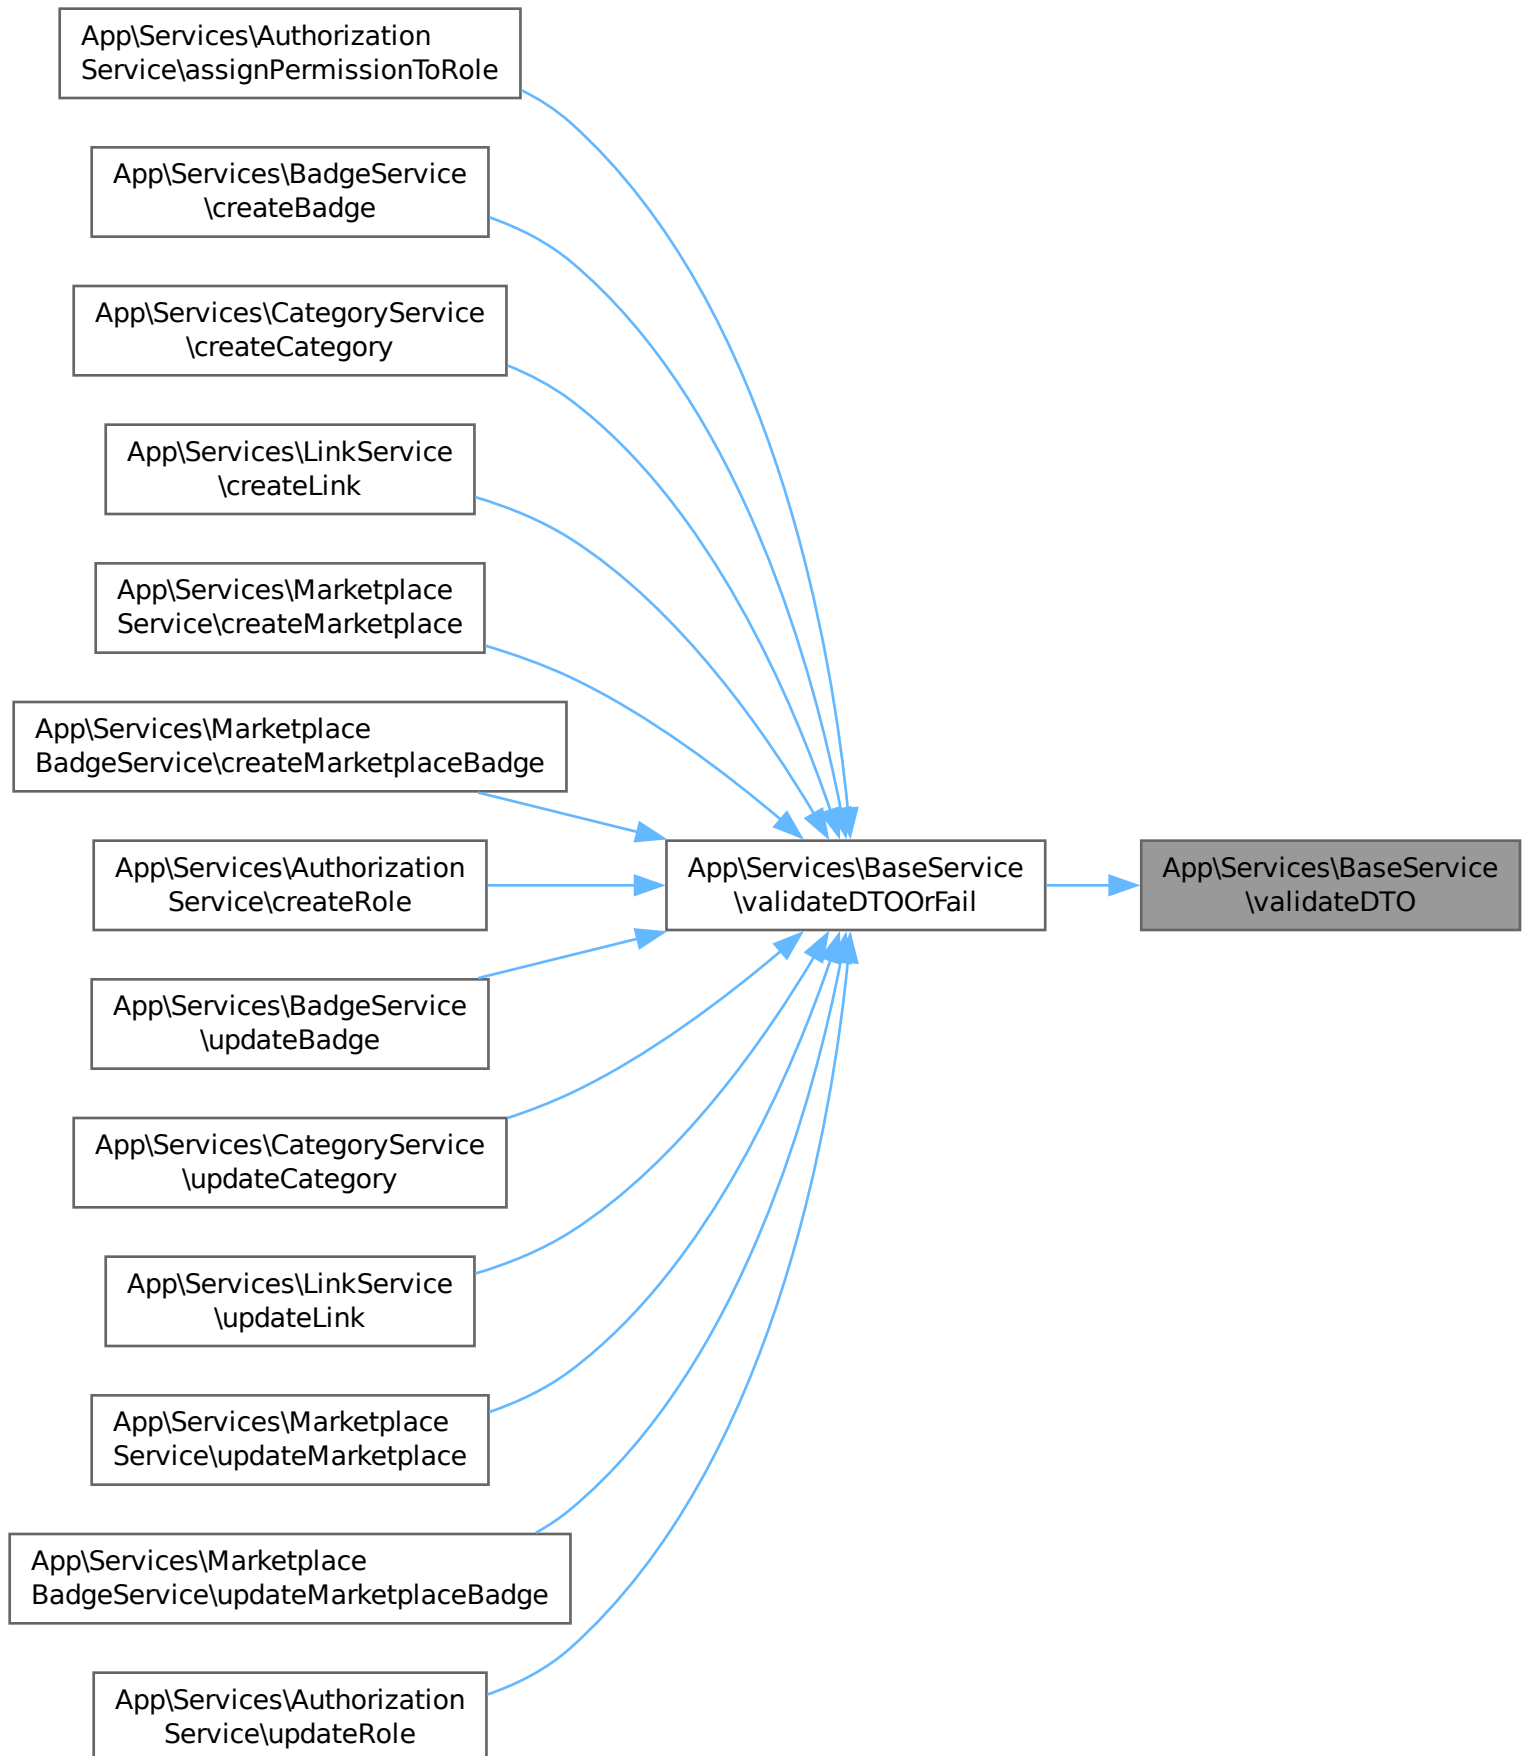 App\Services\Authorization
Service\assignPermissionToRole
App\Services\BadgeService
\createBadge
App\Services\CategoryService
\createCategory
App\Services\LinkService
\createLink
App\Services\Marketplace
Service\createMarketplace
App\Services\Marketplace
BadgeService\createMarketplaceBadge
App\Services\Authorization
Service\createRole
App\Services\BaseService
\validateDTOOrFail
App\Services\BaseService
\validateDTO
App\Services\BadgeService
\updateBadge
App\Services\CategoryService
\updateCategory
App\Services\LinkService
\updateLink
App\Services\Marketplace
Service\updateMarketplace
App\Services\Marketplace
BadgeService\updateMarketplaceBadge
App\Services\Authorization
Service\updateRole